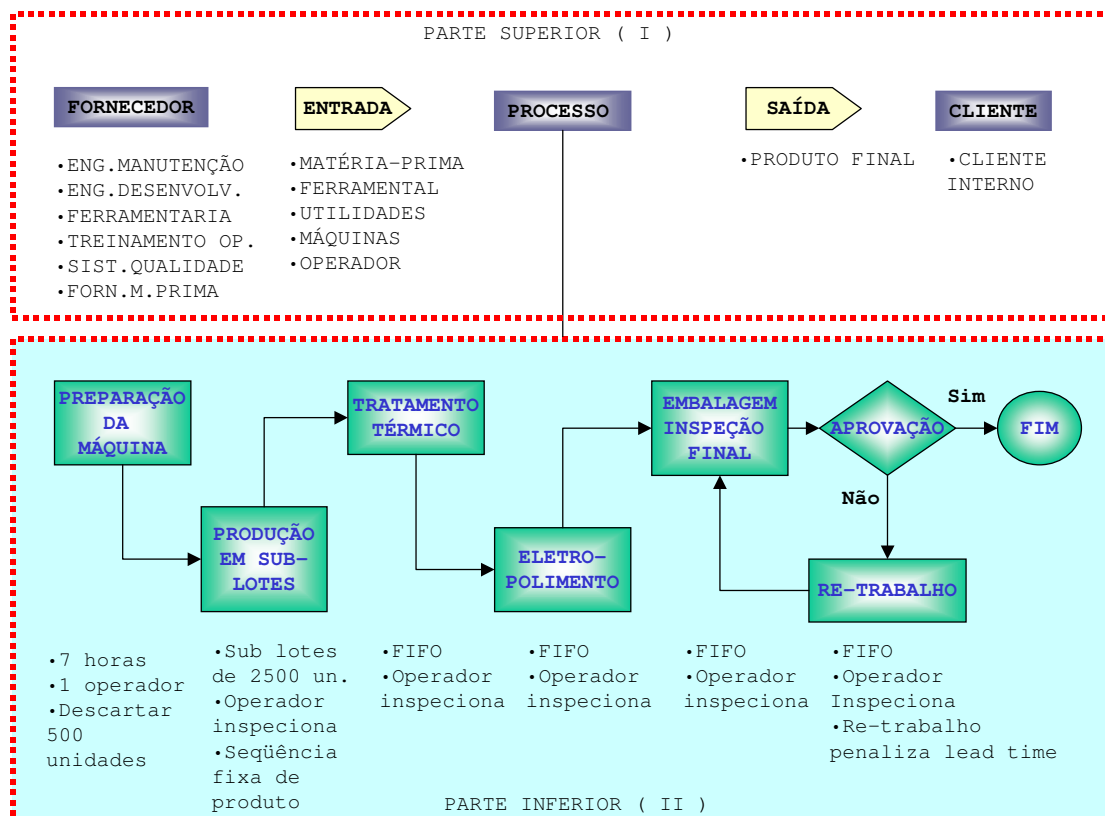 PARTE SUPERIOR ( I )
FORNECEDOR
ENTRADA
PROCESSO
SAÍDA
CLIENTE
•ENG.MANUTENÇÃO
•ENG.DESENVOLV.
•FERRAMENTARIA
•TREINAMENTO OP.
•SIST.QUALIDADE
•FORN.M.PRIMA
•MATÉRIA-PRIMA
•FERRAMENTAL
•UTILIDADES
•MÁQUINAS
•OPERADOR
•PRODUTO FINAL
•CLIENTE
INTERNO
PREPARAÇÃO
DA
MÁQUINA
PRODUÇÃO
EM SUB-
LOTES
TRATAMENTO
TÉRMICO
ELETRO-
POLIMENTO
EMBALAGEM
INSPEÇÃO
FINAL
APROVAÇÃO
Sim
FIM
Não
RE-TRABALHO
•7 horas
•1 operador
•Descartar
500
unidades
•Sub lotes
de 2500 un.
•Operador
inspeciona
•Seqüência
fixa de
produto
•FIFO
•Operador
inspeciona
•FIFO
•Operador
inspeciona
•FIFO
•Operador
inspeciona
•FIFO
•Operador
Inspeciona
•Re-trabalho
penaliza lead time
PARTE INFERIOR ( II )